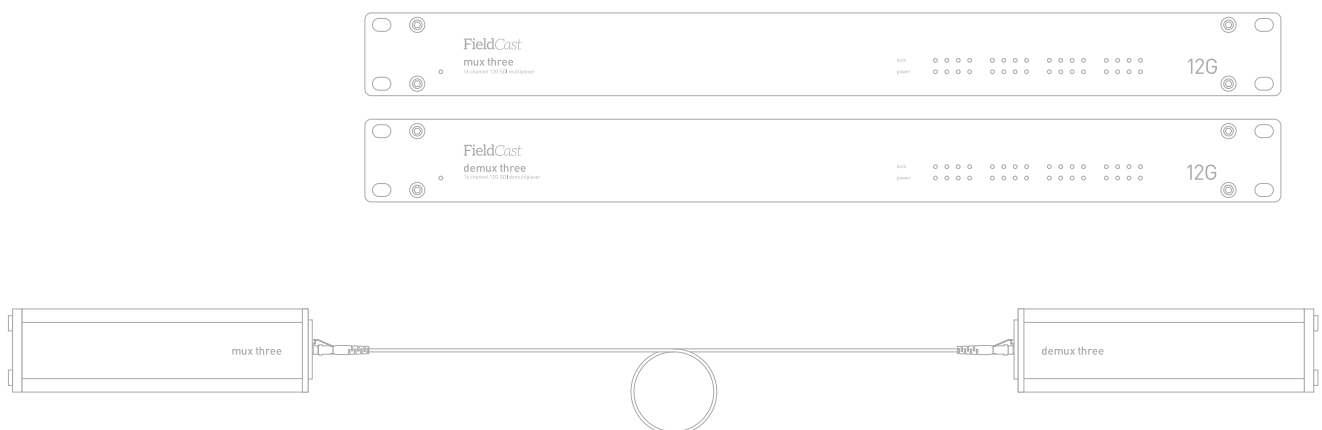 FieldCast
mux three
16 channel 12G SDI multiplexer
lock
power
12G
FieldCast
demux three
16 channel 12G SDI demultiplexer
lock
power
12G
mux three
demux three